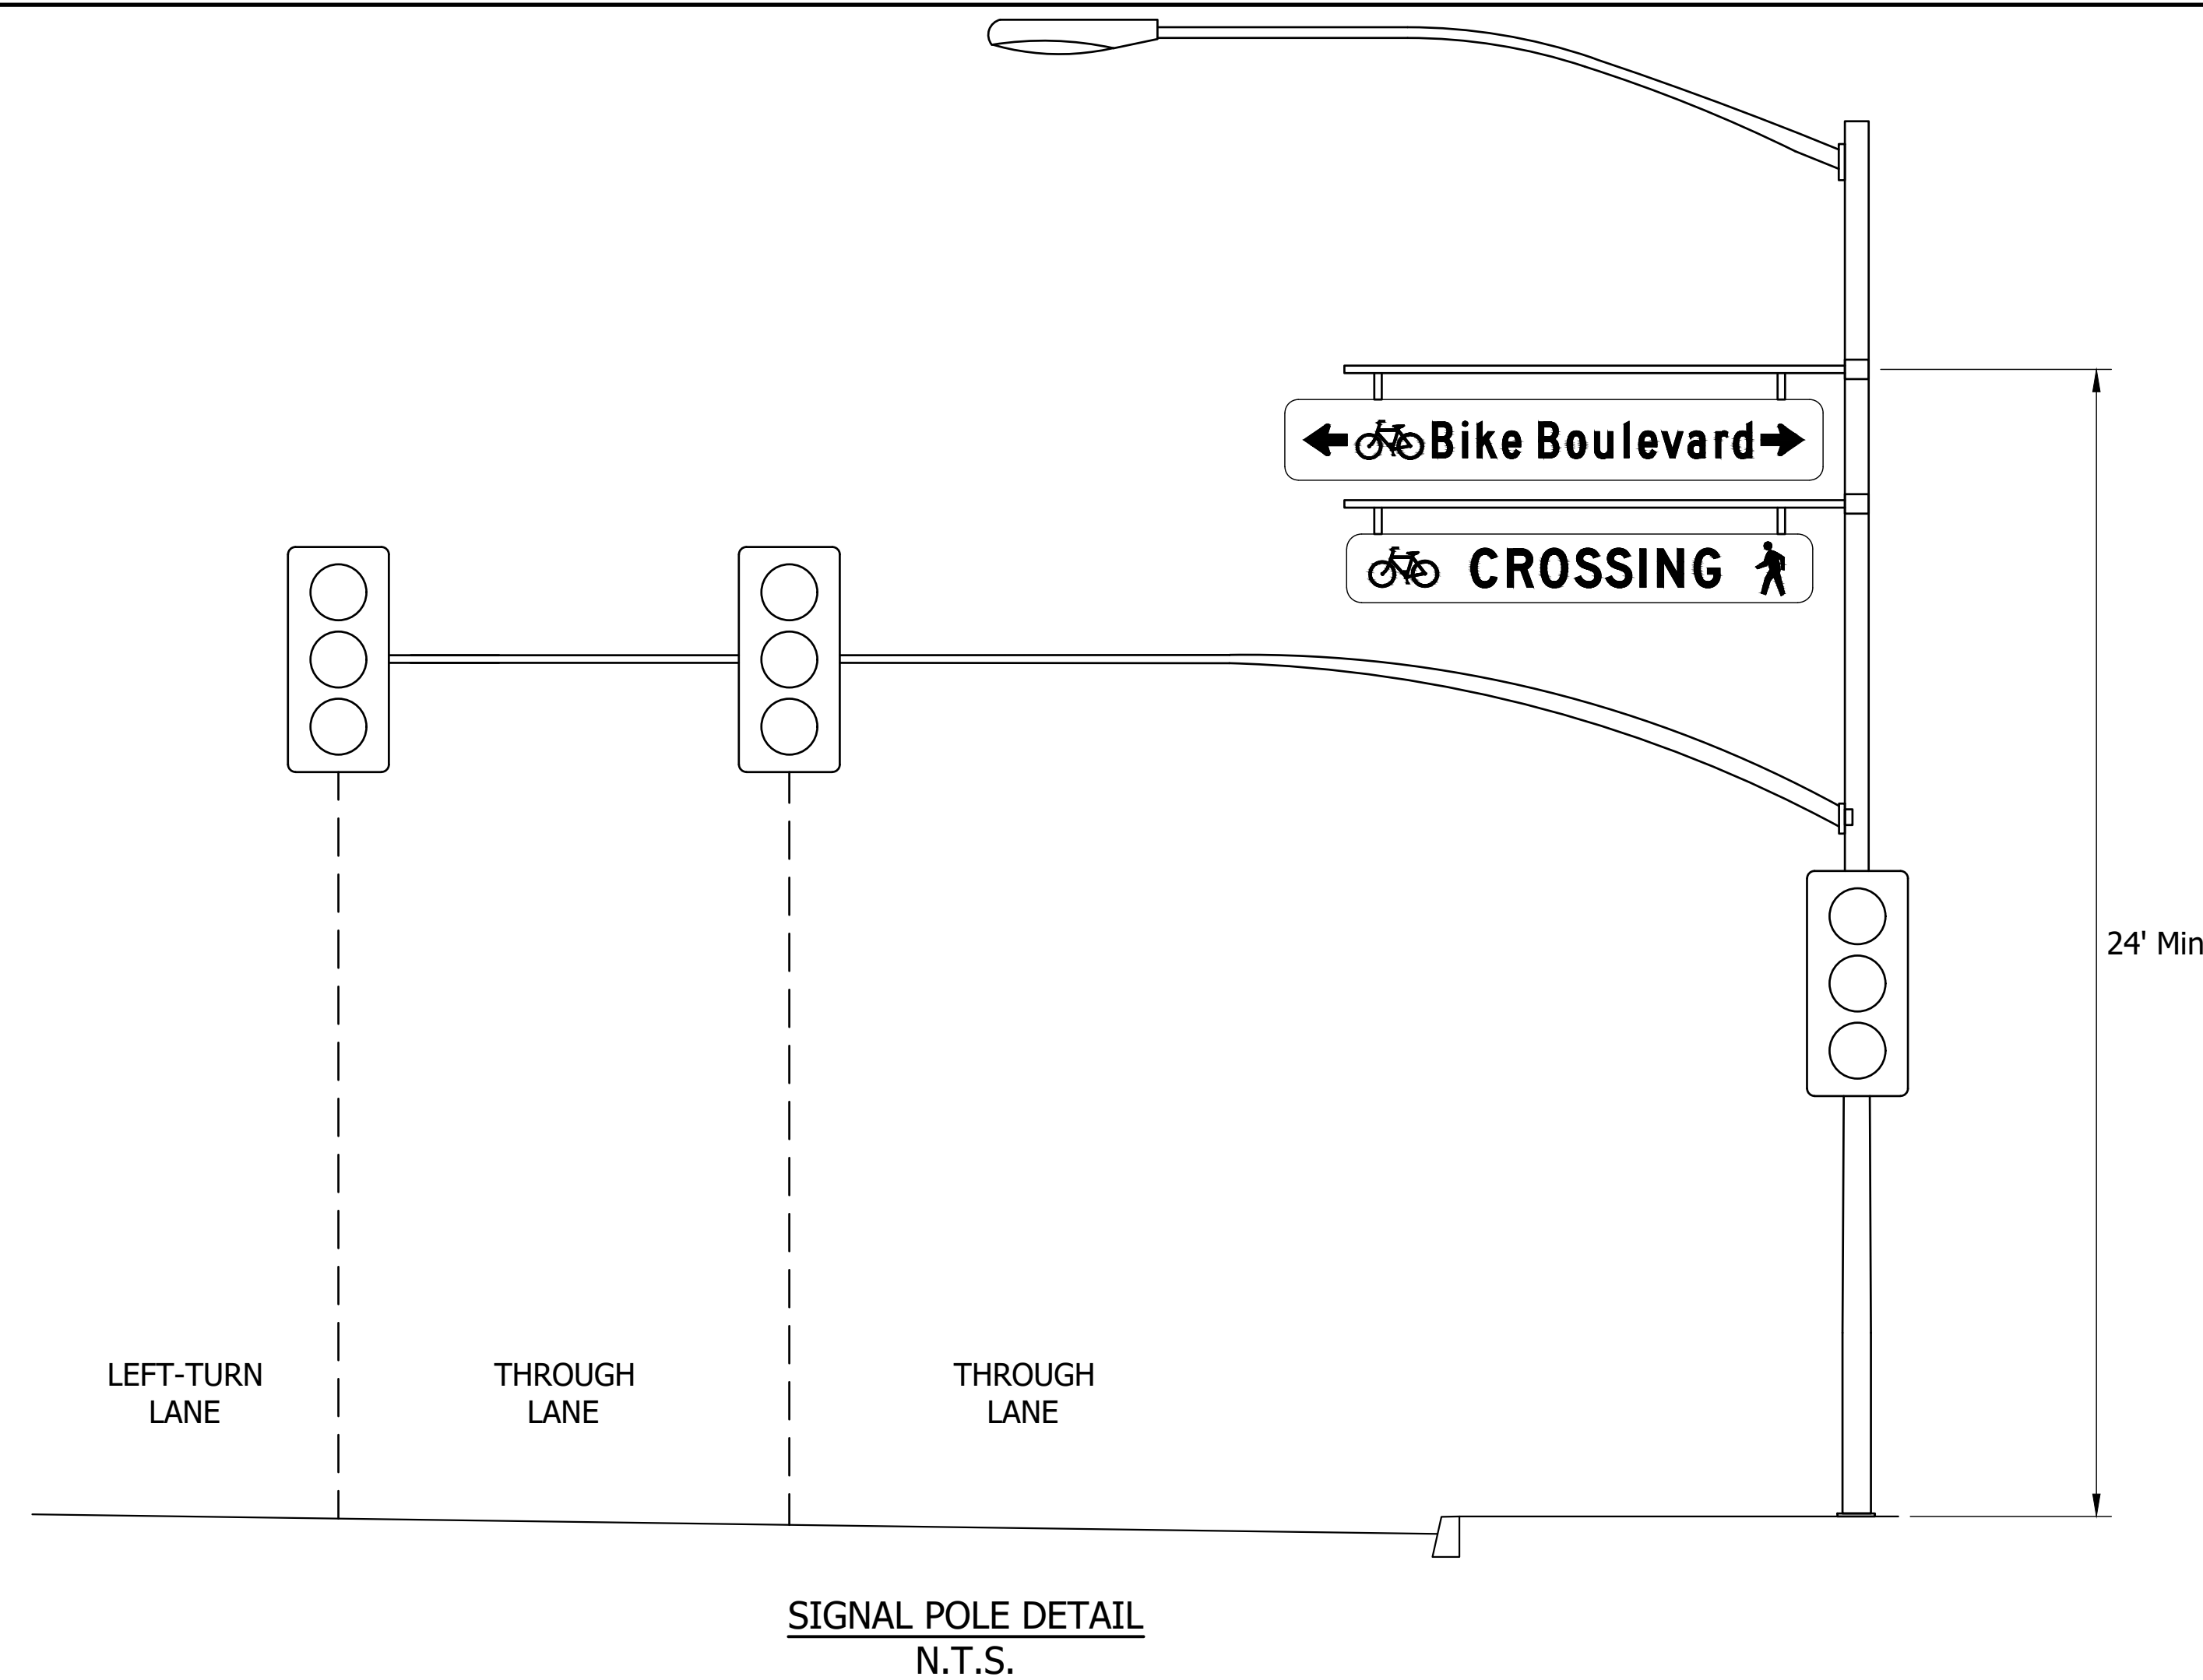 Bike Boulevard
CROSSING
24' Min
LEFT-TURN
LANE
THROUGH
LANE
THROUGH
LANE
SIGNAL POLE DETAIL
N.T.S.